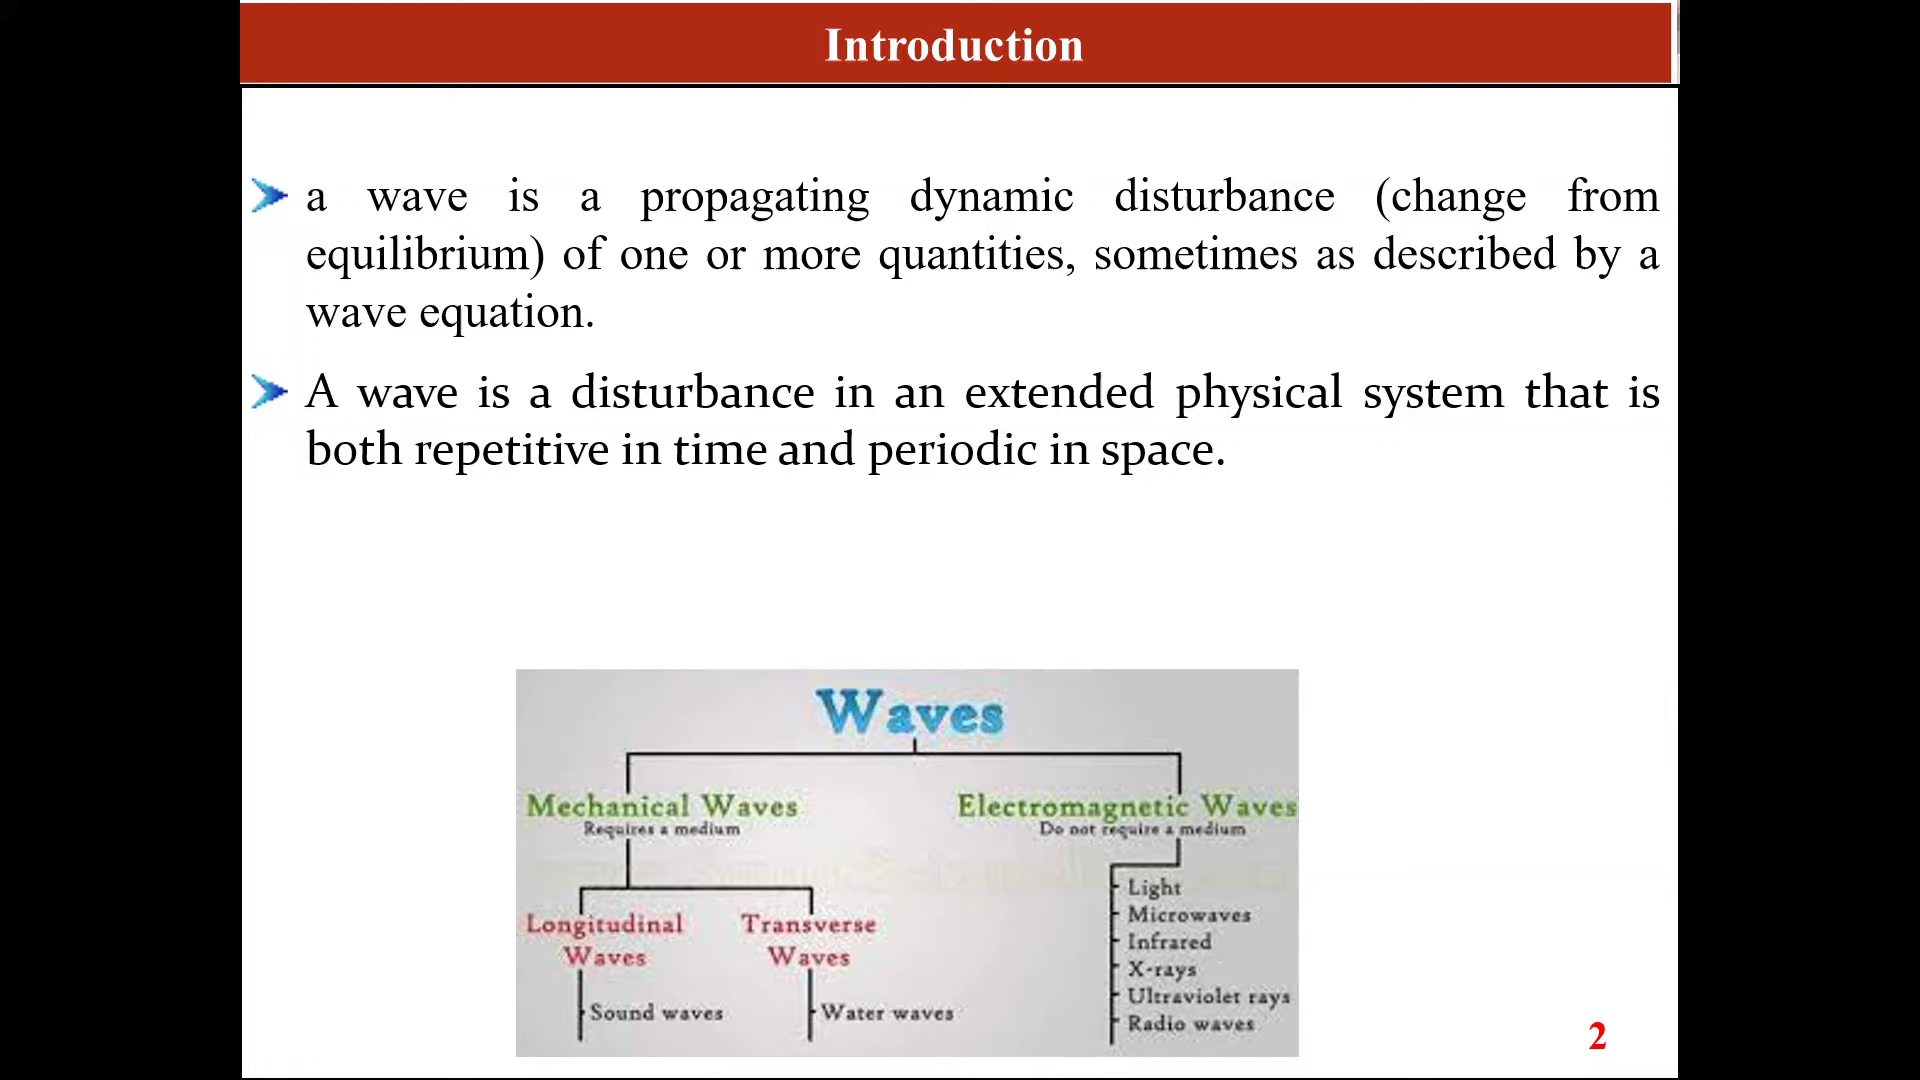 Introduction
a wave is a propagating dynamic disturbance (change from
equilibrium) of one or more quantities, sometimes as described by a
wave equation.
A wave is a disturbance in an extended physical system that is
both repetitive in time and periodic in space.
Waves
Mechanical Waves
Requires a medium
Electromagnetic Waves
Do not require a medium
Longitudinal
Waves
Transverse
Waves
Sound waves
Water waves
Light
Microwaves
Infrared
X-rays
Ultraviolet rays
Radio waves
2